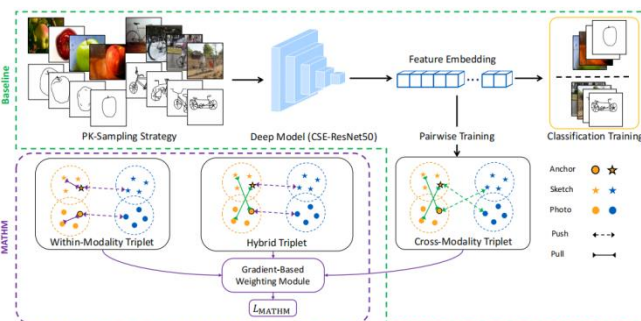 Baseline
PK-Sampling Strategy
Deep Model (CSE-ResNet50)
Feature Embedding
Pairwise Training
Classification Training
MATHM
Within-Modality Triplet
Hybrid Triplet
Cross-Modality Triplet
Gradient-Based
Weighting Module
L_MATHM
Anchor
Sketch
Photo
Push
Pull